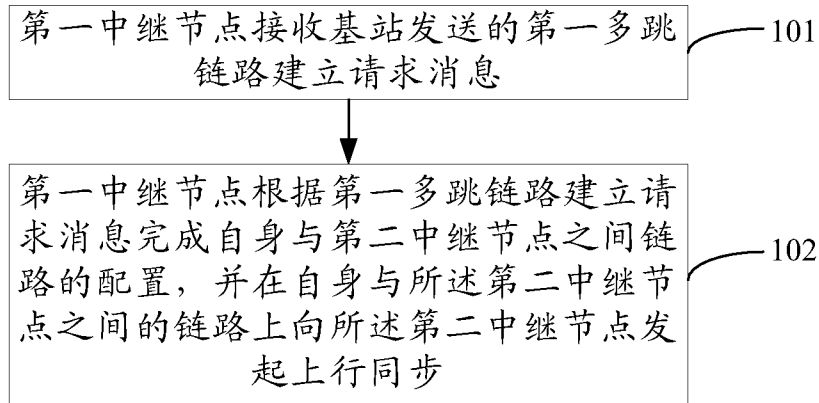 第一中继节点接收基站发送的第一多跳
链路建立请求消息
101
第一中继节点根据第一多跳链路建立请
求消息完成自身与第二中继节点之间链
路的配置，并在自身与所述第二中继节
点之间的链路上向所述第二中继节点发
起上行同步
102